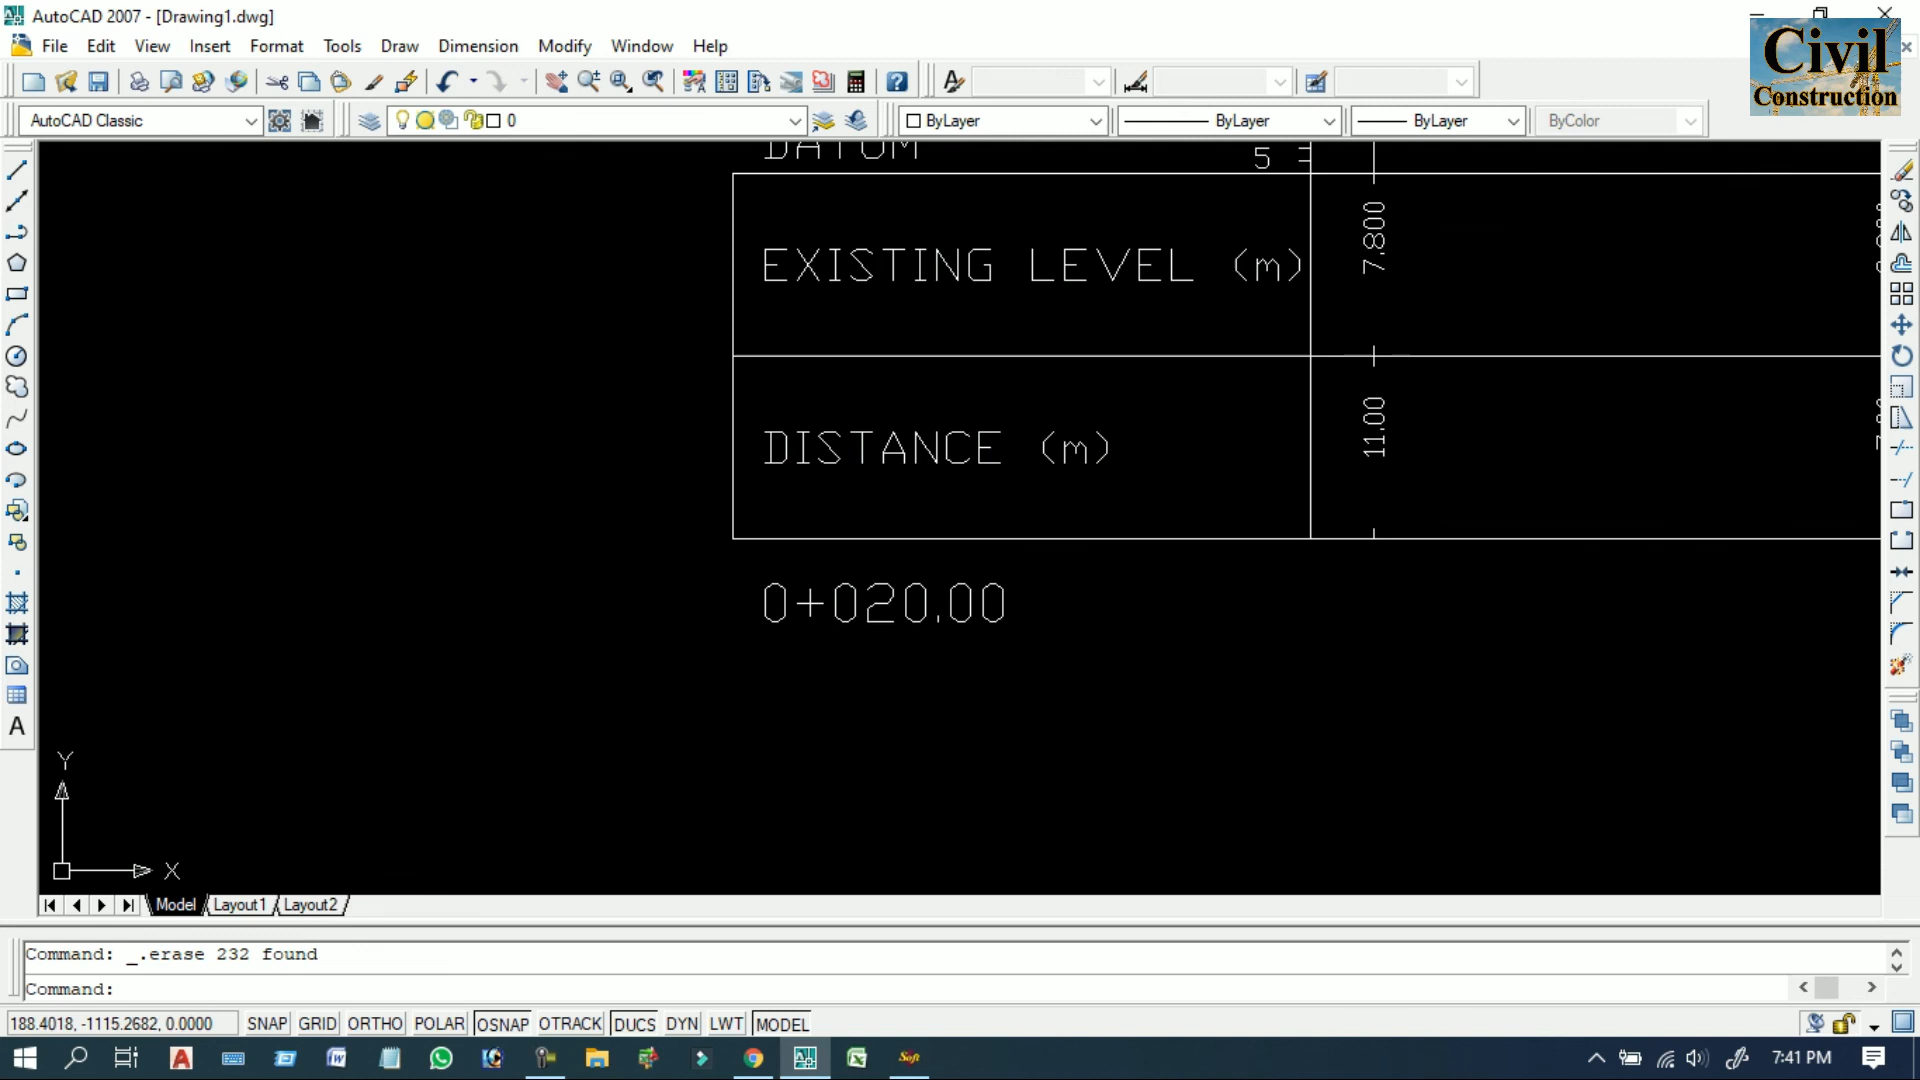 AutoCAD 2007 - [Drawing1.dwg]
File Edit View Insert Format Tools Draw Dimension Modify Window Help
Civil
Construction
AutoCAD Classic
0
ByLayer
ByLayer
ByLayer
ByColor
DATUM
5
EXISTING LEVEL (m)
7.800
DISTANCE (m)
11.00
0+020.00
Y
X
Model Layout1 Layout2
Command: _.erase 232 found
Command:
188.4018, -1115.2682, 0.0000 SNAP GRID ORTHO POLAR OSNAP OTRACK DUCS DYN LWT MODEL
Soft
7:41 PM